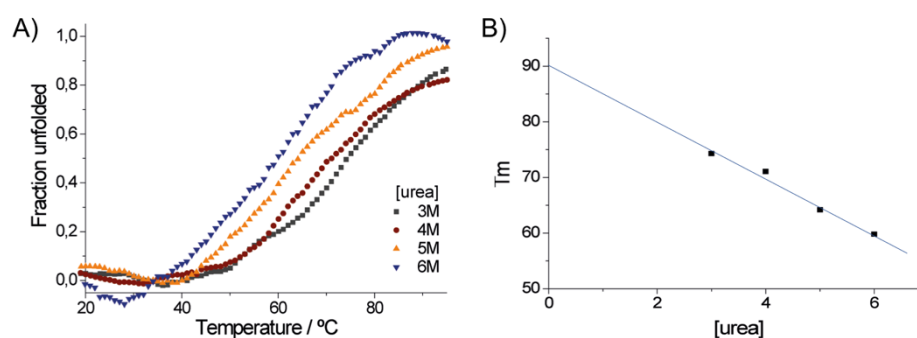 A)
Fraction unfolded
1,0
0,8
0,6
0,4
0,2
0,0
20
40
60
80
Temperature / ºC
[urea]
3M
4M
5M
6M
B)
Tm
90
80
70
60
50
0
2
4
6
[urea]